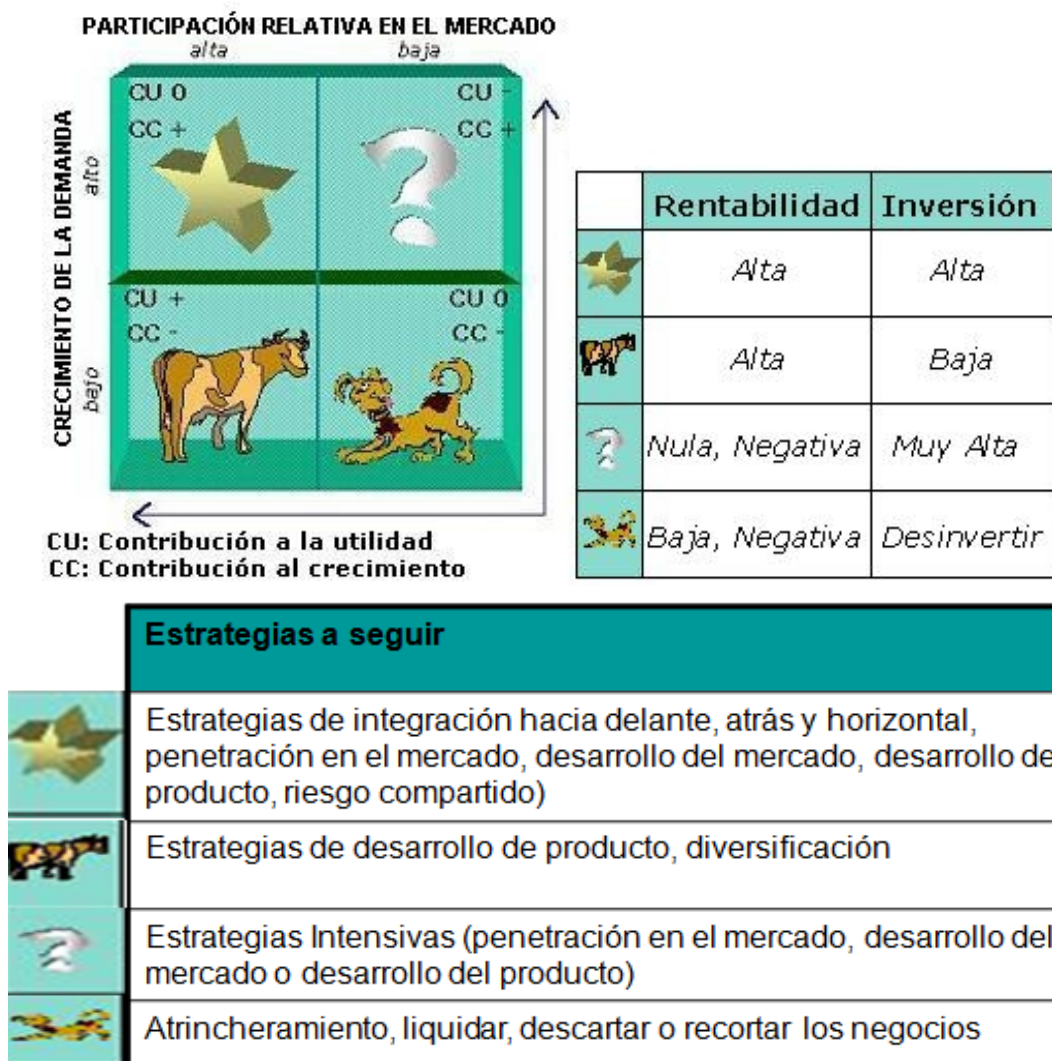 PARTICIPACIÓN RELATIVA EN EL MERCADO
alta baja
CRECIMIENTO DE LA DEMANDA
alto
bajo
CU 0
CC +
CU -
CC +
CU +
CC -
CU 0
CC -
CU: Contribución a la utilidad
CC: Contribución al crecimiento
Rentabilidad Inversión
Alta Alta
Alta Baja
Nula, Negativa Muy Alta
Baja, Negativa Desinvertir
Estrategias a seguir
Estrategias de integración hacia delante, atrás y horizontal,
penetración en el mercado, desarrollo del mercado, desarrollo de
producto, riesgo compartido)
Estrategias de desarrollo de producto, diversificación
Estrategias Intensivas (penetración en el mercado, desarrollo del
mercado o desarrollo del producto)
Atrincheramiento, liquidar, descartar o recortar los negocios